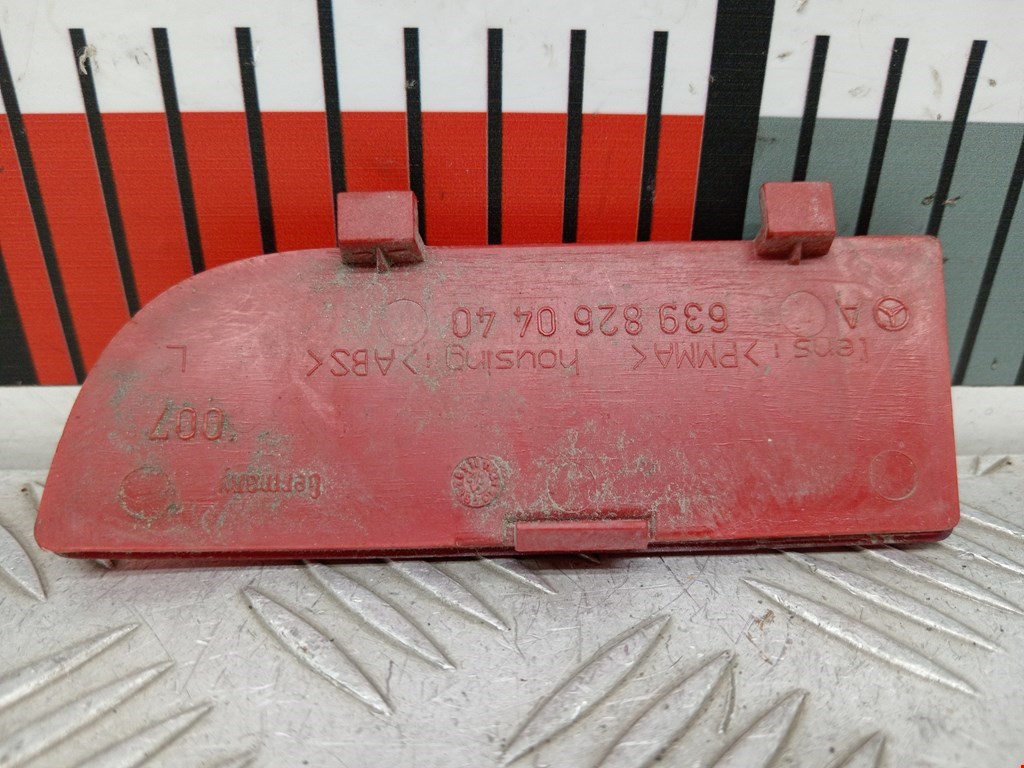 A 639 826 04 40
lens: >PMMA< housing: >ABS< L
007
Germany